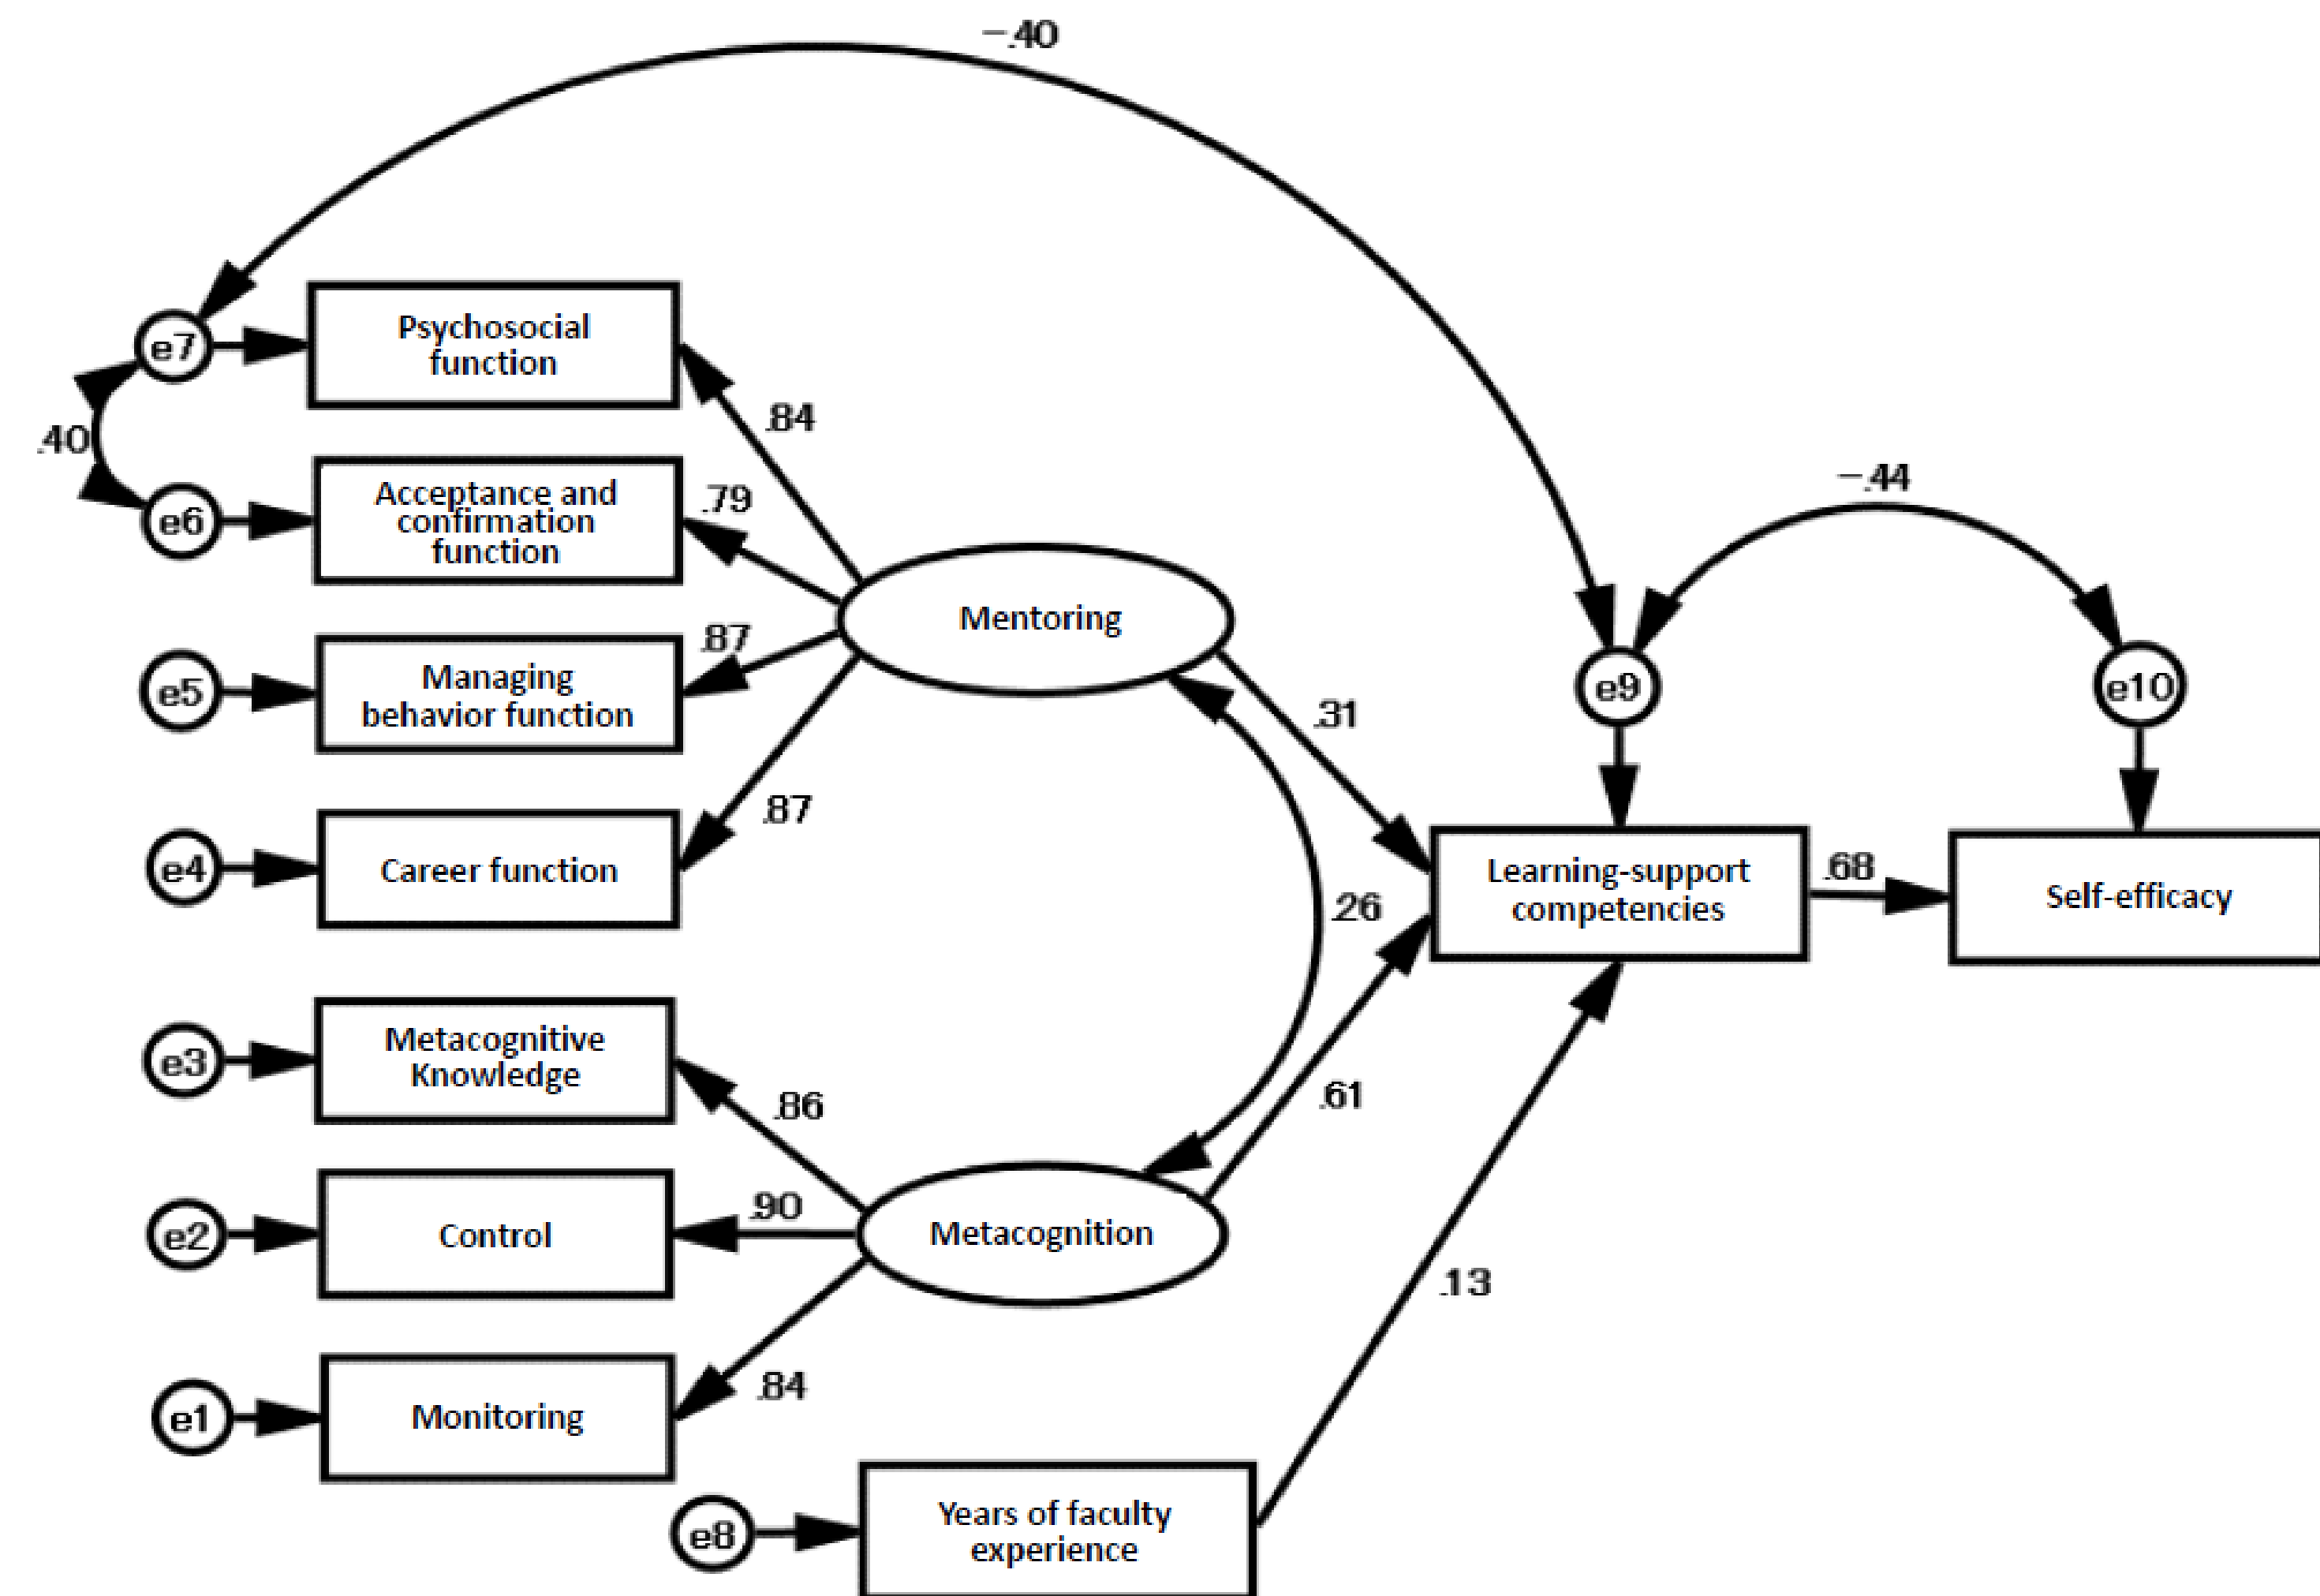 −.40
Psychosocial
function
e7
.84
.40
Acceptance and
confirmation
function
e6
.79
−.44
Mentoring
.87
Managing
behavior function
e5
e9
e10
.31
.87
Career function
e4
Learning-support
competencies
.68
Self-efficacy
.26
Metacognitive
Knowledge
e3
.86
.61
Control
e2
.90
Metacognition
.13
.84
Monitoring
e1
Years of faculty
experience
e8